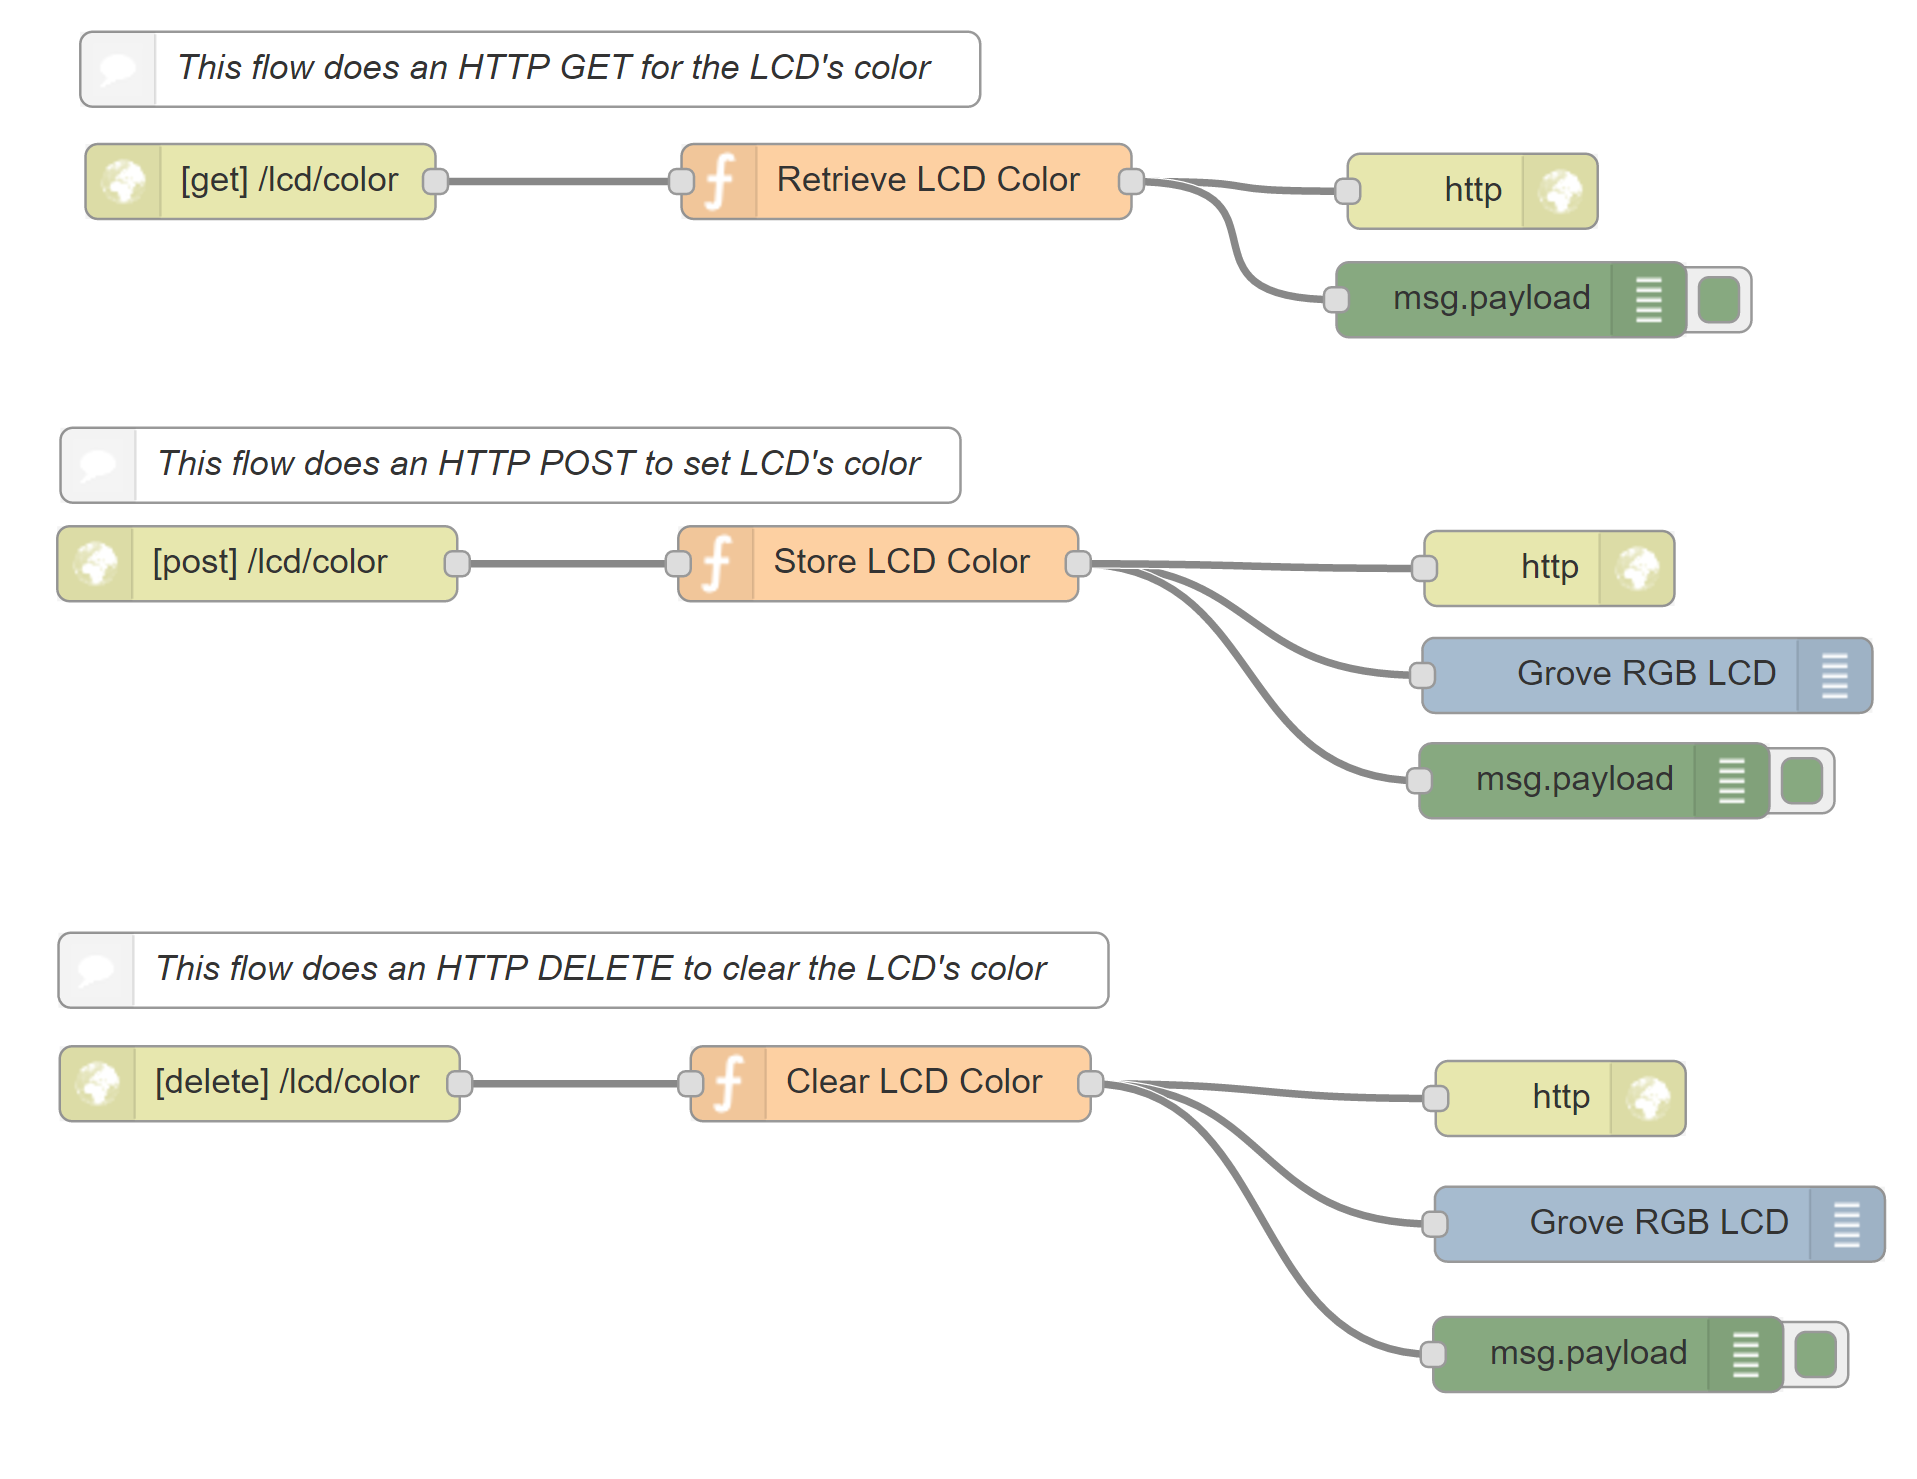 This flow does an HTTP GET for the LCD's color
[get] /lcd/color
Retrieve LCD Color
http
msg.payload
This flow does an HTTP POST to set LCD's color
[post] /lcd/color
Store LCD Color
http
Grove RGB LCD
msg.payload
This flow does an HTTP DELETE to clear the LCD's color
[delete] /lcd/color
Clear LCD Color
http
Grove RGB LCD
msg.payload